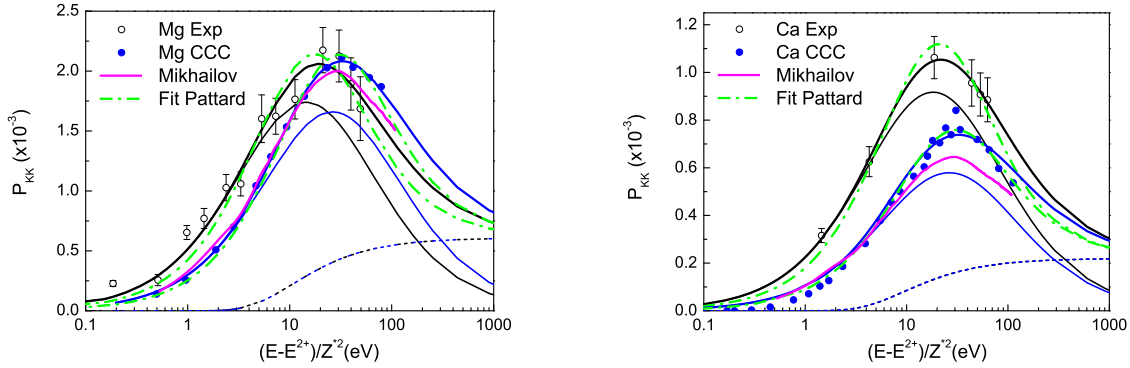 2.5
2.0
1.5
1.0
0.5
0.0
P_KK (x10^-3)
Mg Exp
Mg CCC
Mikhailov
Fit Pattard
0.1 1 10 100 1000
(E-E^2+)/Z^*2(eV)
1.2
1.0
0.8
0.6
0.4
0.2
0.0
P_KK (x10^-3)
Ca Exp
Ca CCC
Mikhailov
Fit Pattard
0.1 1 10 100 1000
(E-E^2+)/Z^*2(eV)